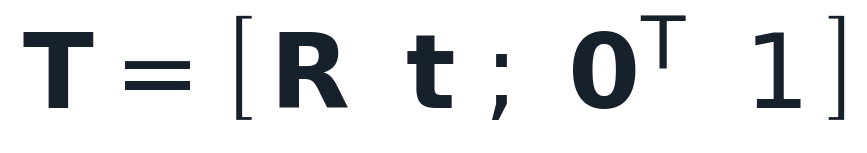 T = [ R t ; 0ᵀ 1 ]